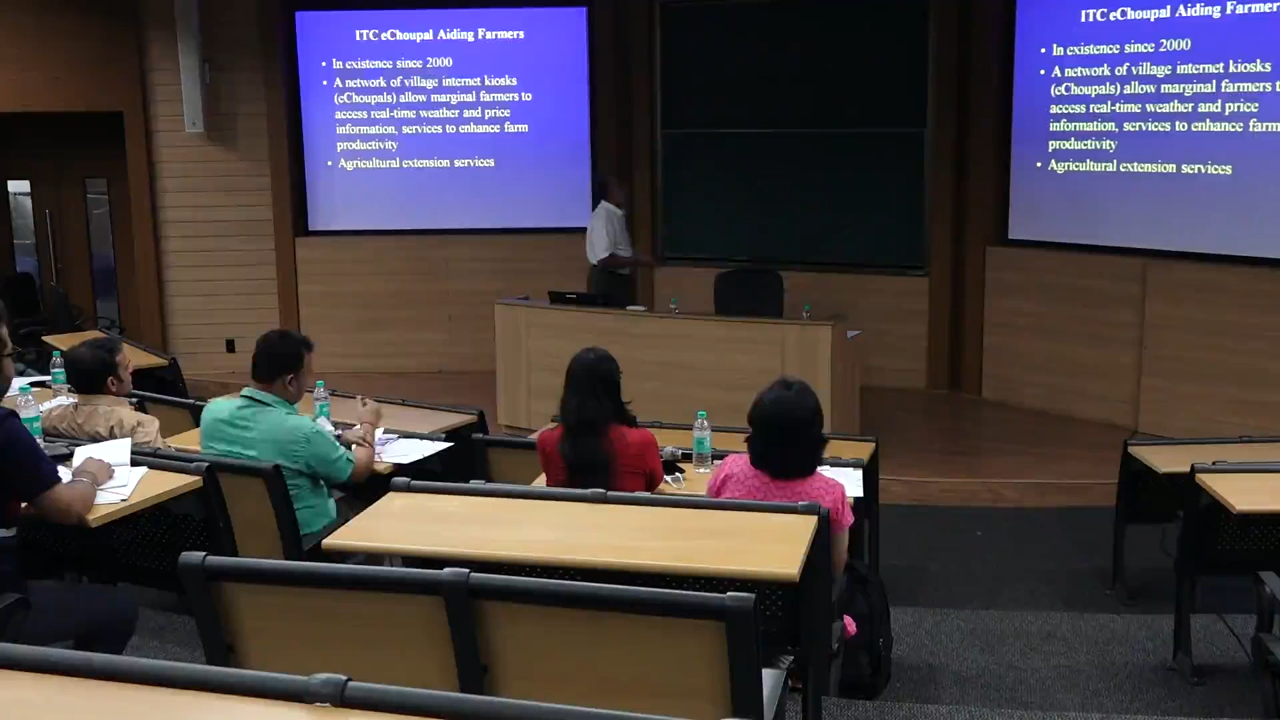 ITC eChoupal Aiding Farmers
• In existence since 2000
• A network of village internet kiosks
(eChoupals) allow marginal farmers to
access real-time weather and price
information, services to enhance farm
productivity
• Agricultural extension services
ITC eChoupal Aiding Farmer
• In existence since 2000
• A network of village internet kiosks
(eChoupals) allow marginal farmers t
access real-time weather and price
information, services to enhance farm
productivity
• Agricultural extension services